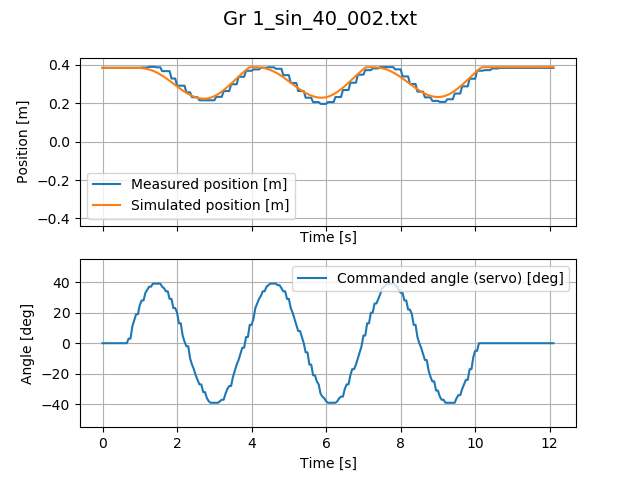 Gr 1_sin_40_002.txt
0.4
0.2
0.0
−0.2
−0.4
Position [m]
Measured position [m]
Simulated position [m]
Time [s]
40
20
0
−20
−40
Angle [deg]
Commanded angle (servo) [deg]
0 2 4 6 8 10 12
Time [s]